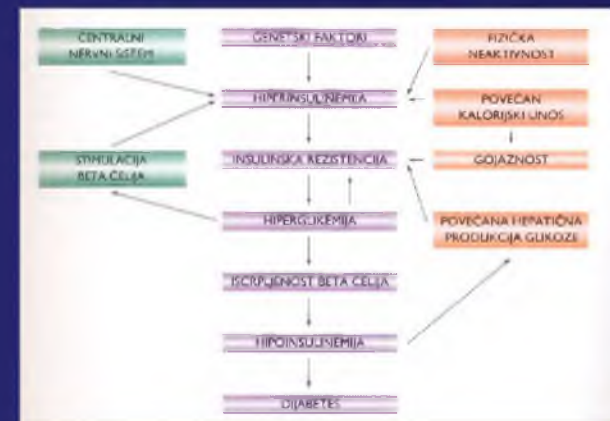 CENTRALNI
NERVNI SISTEM
GENETSKI FAKTORI
FIZIČKA
NEAKTIVNOST
HIPERINSULINEMIJA
POVEĆAN
KALORIJSKI UNOS
STIMULACIJA
BETA ĆELIJA
INSULINSKA REZISTENCIJA
GOJAZNOST
HIPERGLIKEMIJA
POVEĆANA HEPATIČNA
PRODUKCIJA GLIKOZE
ISCRPLJENOST BETA ĆELIJA
HIPOINSULINEMIJA
DIJABETES